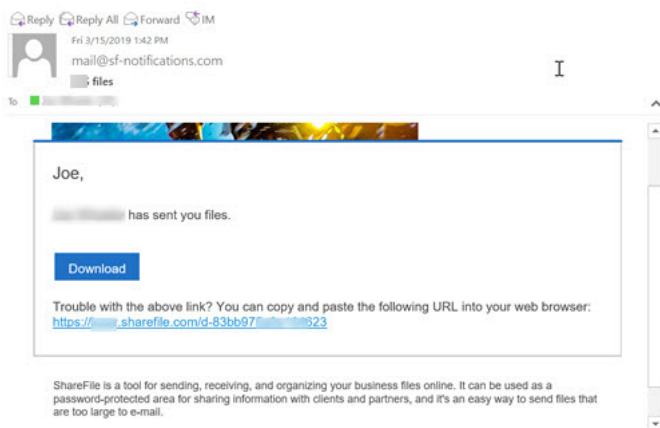 Reply Reply All Forward IM
Fri 3/15/2019 1:42 PM
mail@sf-notifications.com
files
To
Joe,
has sent you files.
Download
Trouble with the above link? You can copy and paste the following URL into your web browser:
https:// .sharefile.com/d-83bb97 623
ShareFile is a tool for sending, receiving, and organizing your business files online. It can be used as a
password-protected area for sharing information with clients and partners, and it's an easy way to send files that
are too large to e-mail.